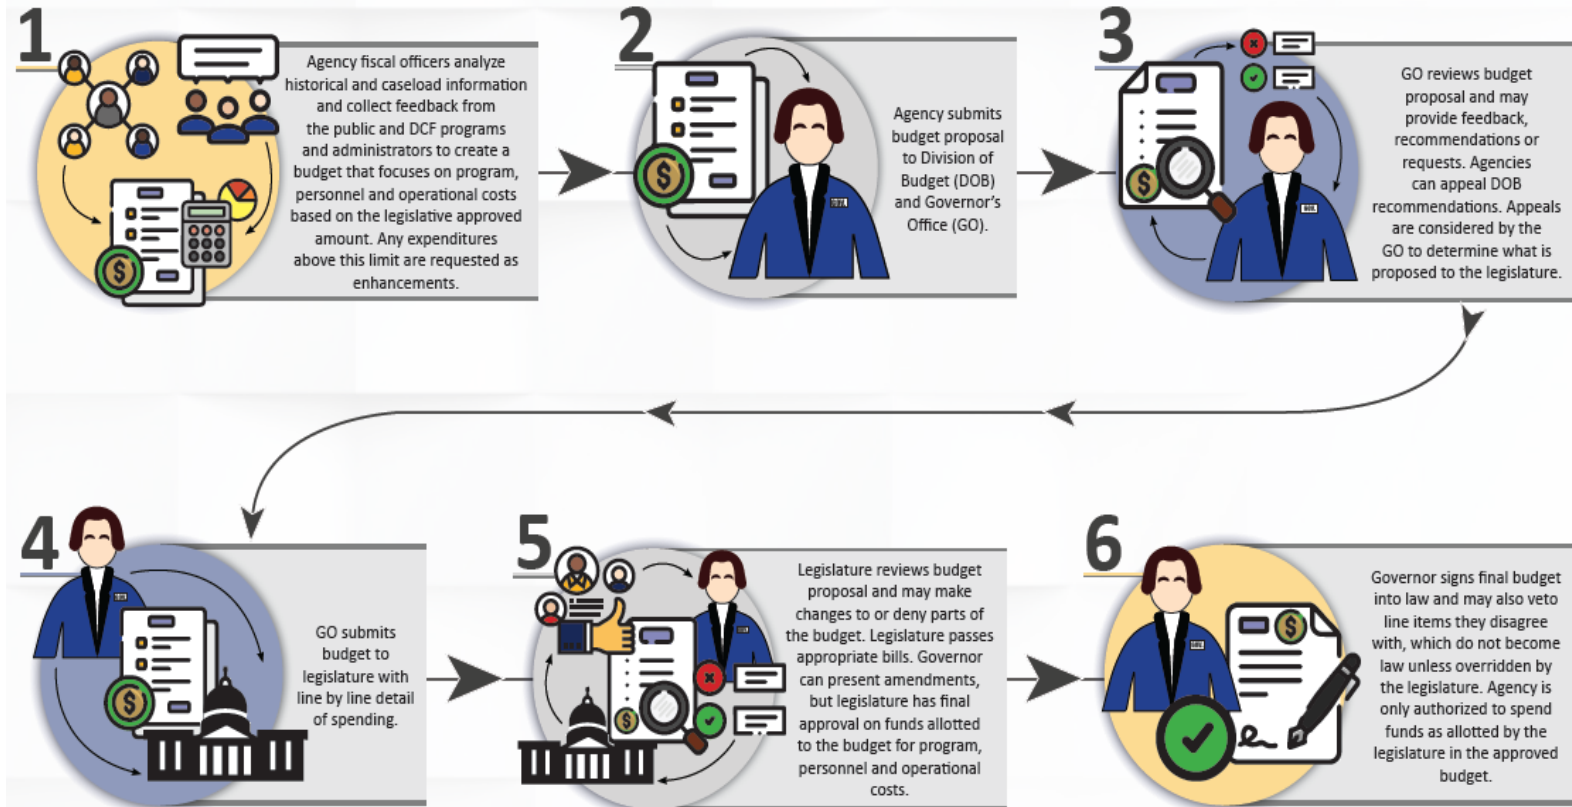 1
Agency fiscal officers analyze
historical and caseload information
and collect feedback from
the public and DCF programs
and administrators to create a
budget that focuses on program,
personnel and operational costs
based on the legislative approved
amount. Any expenditures
above this limit are requested as
enhancements.
$
2
Agency submits
budget proposal
to Division of
Budget (DOB)
and Governor's
Office (GO).
$
GOV.
3
GO reviews budget
proposal and may
provide feedback,
recommendations or
requests. Agencies
can appeal DOB
recommendations. Appeals
are considered by the
GO to determine what is
proposed to the legislature.
$
GOV.
4
GO submits
budget to
legislature with
line by line detail
of spending.
GOV.
$
5
Legislature reviews budget
proposal and may make
changes to or deny parts of
the budget. Legislature passes
appropriate bills. Governor
can present amendments,
but legislature has final
approval on funds allotted
to the budget for program,
personnel and operational
costs.
GOV.
$
6
Governor signs final budget
into law and may also veto
line items they disagree
with, which do not become
law unless overridden by
the legislature. Agency is
only authorized to spend
funds as allotted by the
legislature in the approved
budget.
GOV.
$